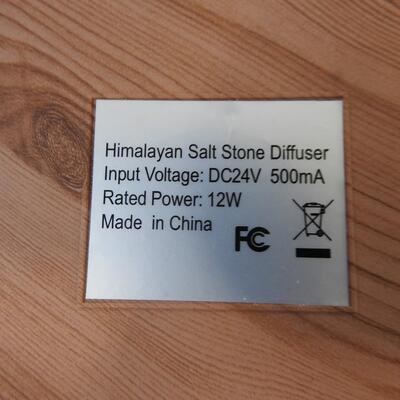 Himalayan Salt Stone Diffuser
Input Voltage: DC24V 500mA
Rated Power: 12W
Made in China
FC